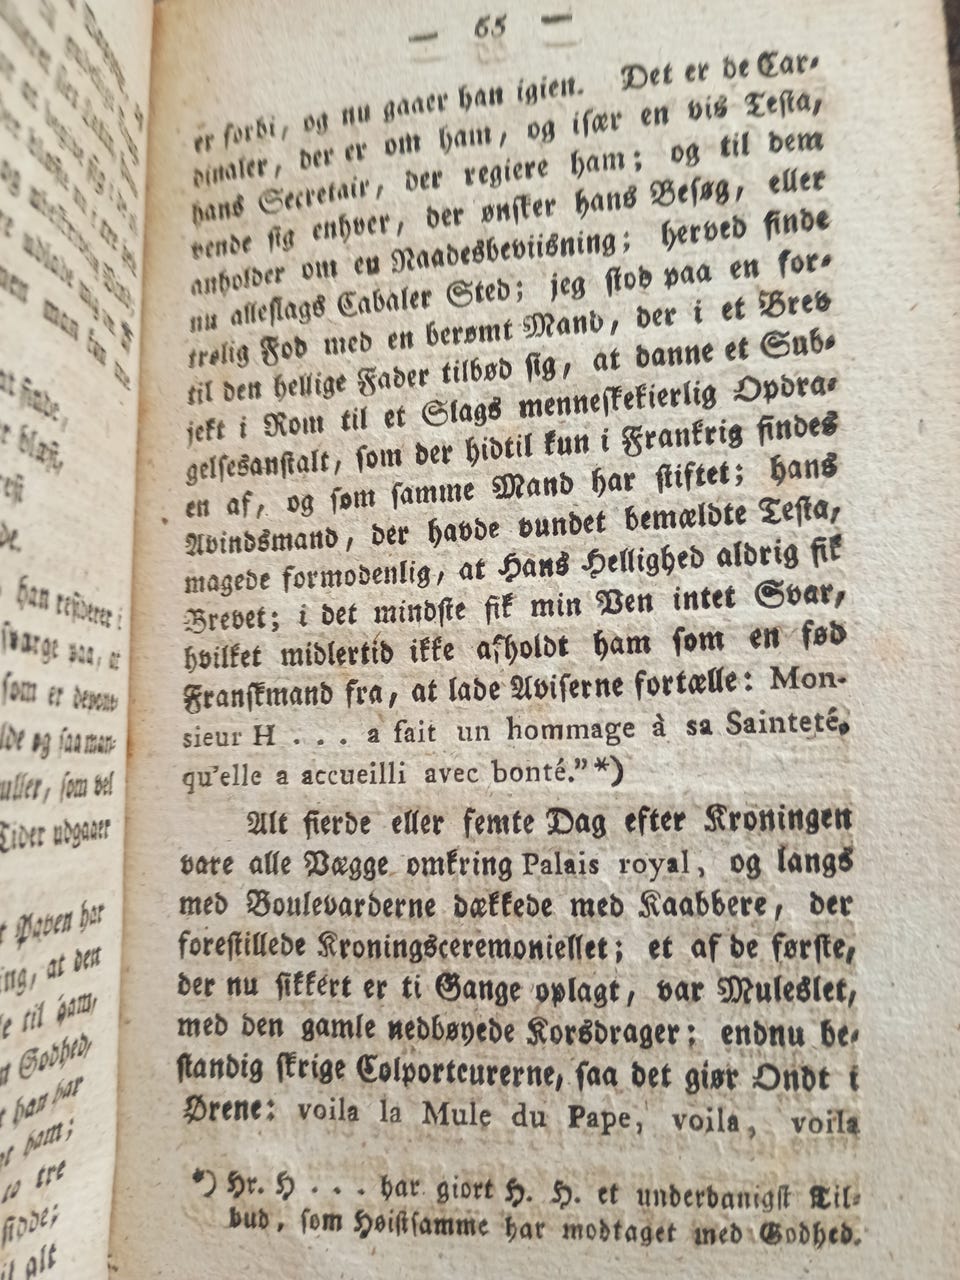 — 65 —
er forbi, og nu gaaer han igien. Det er de Car-
dinaler, der er om ham, og især en vis Testa,
hans Secretair, der regiere ham; og til dem
vende sig enhver, der ønsker hans Besøg, eller
anholder om en Naadesbeviisning; herved finde
nu alleslags Cabaler Sted; jeg stod paa en for-
trølig Fod med en berømt Mand, der i et Brev
til den hellige Fader tilbød sig, at danne et Sub-
jekt i Rom til et Slags menneskekierlig Opdra-
gelsesanstalt, som der hidtil kun i Frankrig findes
en af, og som samme Mand har stiftet; hans
Avindsmand, der havde vundet bemældte Testa,
magede formodenlig, at Hans Hellighed aldrig fik
Brevet; i det mindste fik min Ven intet Svar,
hvilket midlertid ikke afholdt ham som en fød
Franskmand fra, at lade Aviserne fortælle: Mon-
sieur H . . . a fait un hommage à sa Sainteté,
qu'elle a accueilli avec bonté.” *)
Alt fierde eller femte Dag efter Kroningen
vare alle Vægge omkring Palais royal, og langs
med Boulevarderne dækkede med Kaabbere, der
forestillede Kroningsceremoniellet; et af de første,
der nu sikkert er ti Gange oplagt, var Muleslet,
med den gamle nedbøyede Korsdrager; endnu be-
standig skrige Colporteurerne, saa det giør Ondt i
Ørene: voila la Mule du Pape, voila, voila
*) Hr. H . . . har giort H. H. et underdanigst Til-
bud, som Høistsamme har modtaget med Godhed.